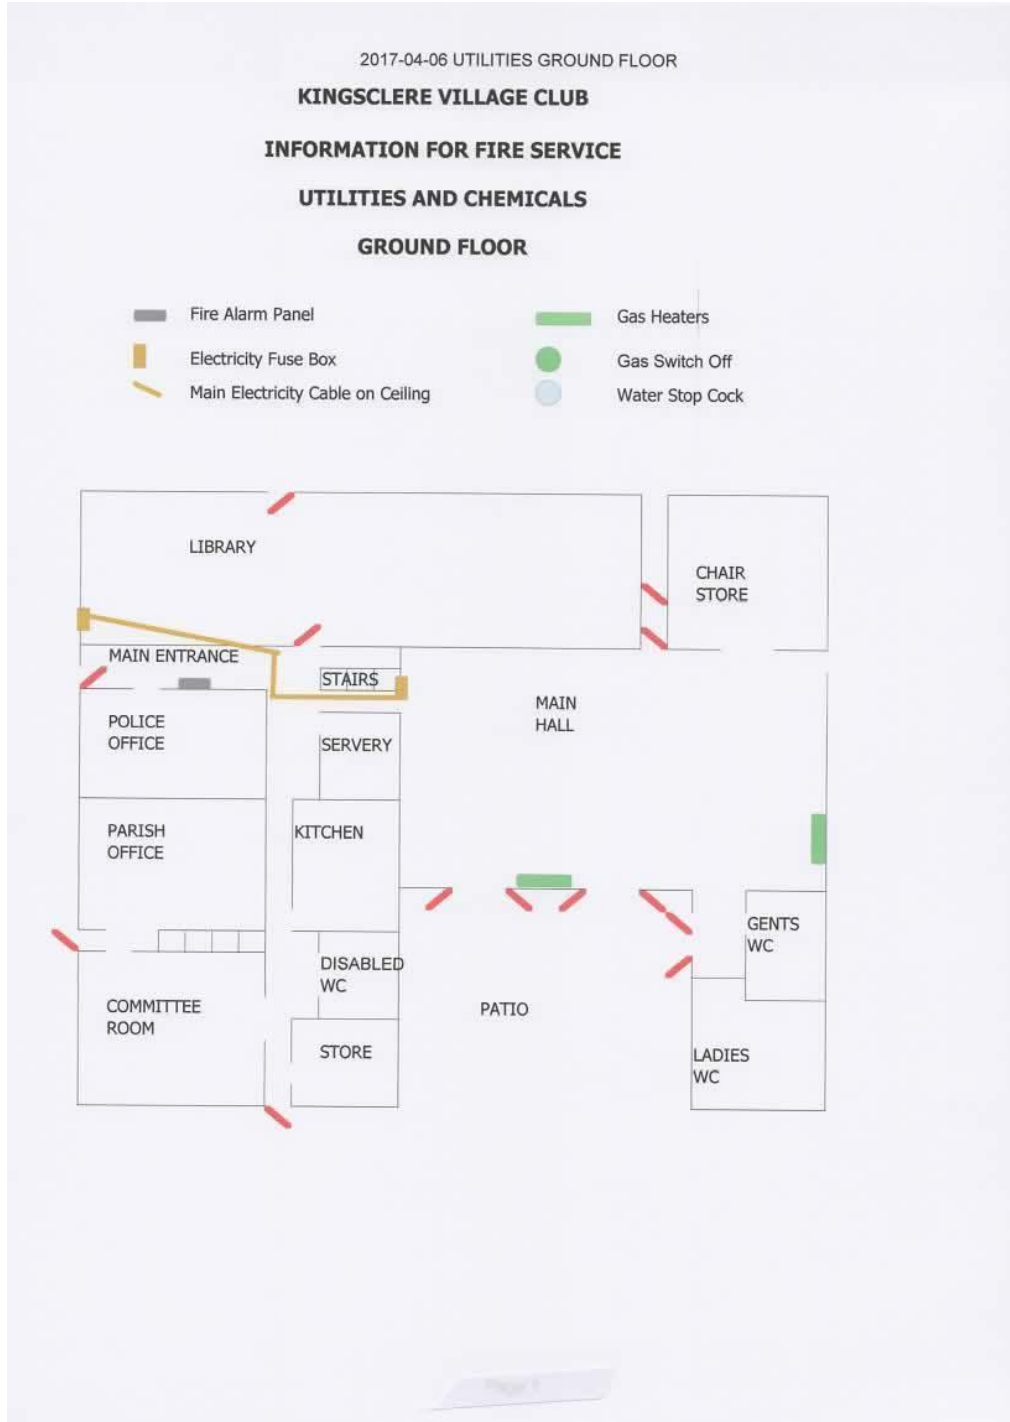 2017-04-06 UTILITIES GROUND FLOOR
KINGSCLERE VILLAGE CLUB
INFORMATION FOR FIRE SERVICE
UTILITIES AND CHEMICALS
GROUND FLOOR
Fire Alarm Panel
Gas Heaters
Electricity Fuse Box
Gas Switch Off
Main Electricity Cable on Ceiling
Water Stop Cock
LIBRARY
CHAIR
STORE
MAIN ENTRANCE
STAIRS
MAIN
HALL
POLICE
OFFICE
SERVERY
PARISH
OFFICE
KITCHEN
GENTS
WC
DISABLED
WC
COMMITTEE
ROOM
PATIO
STORE
LADIES
WC